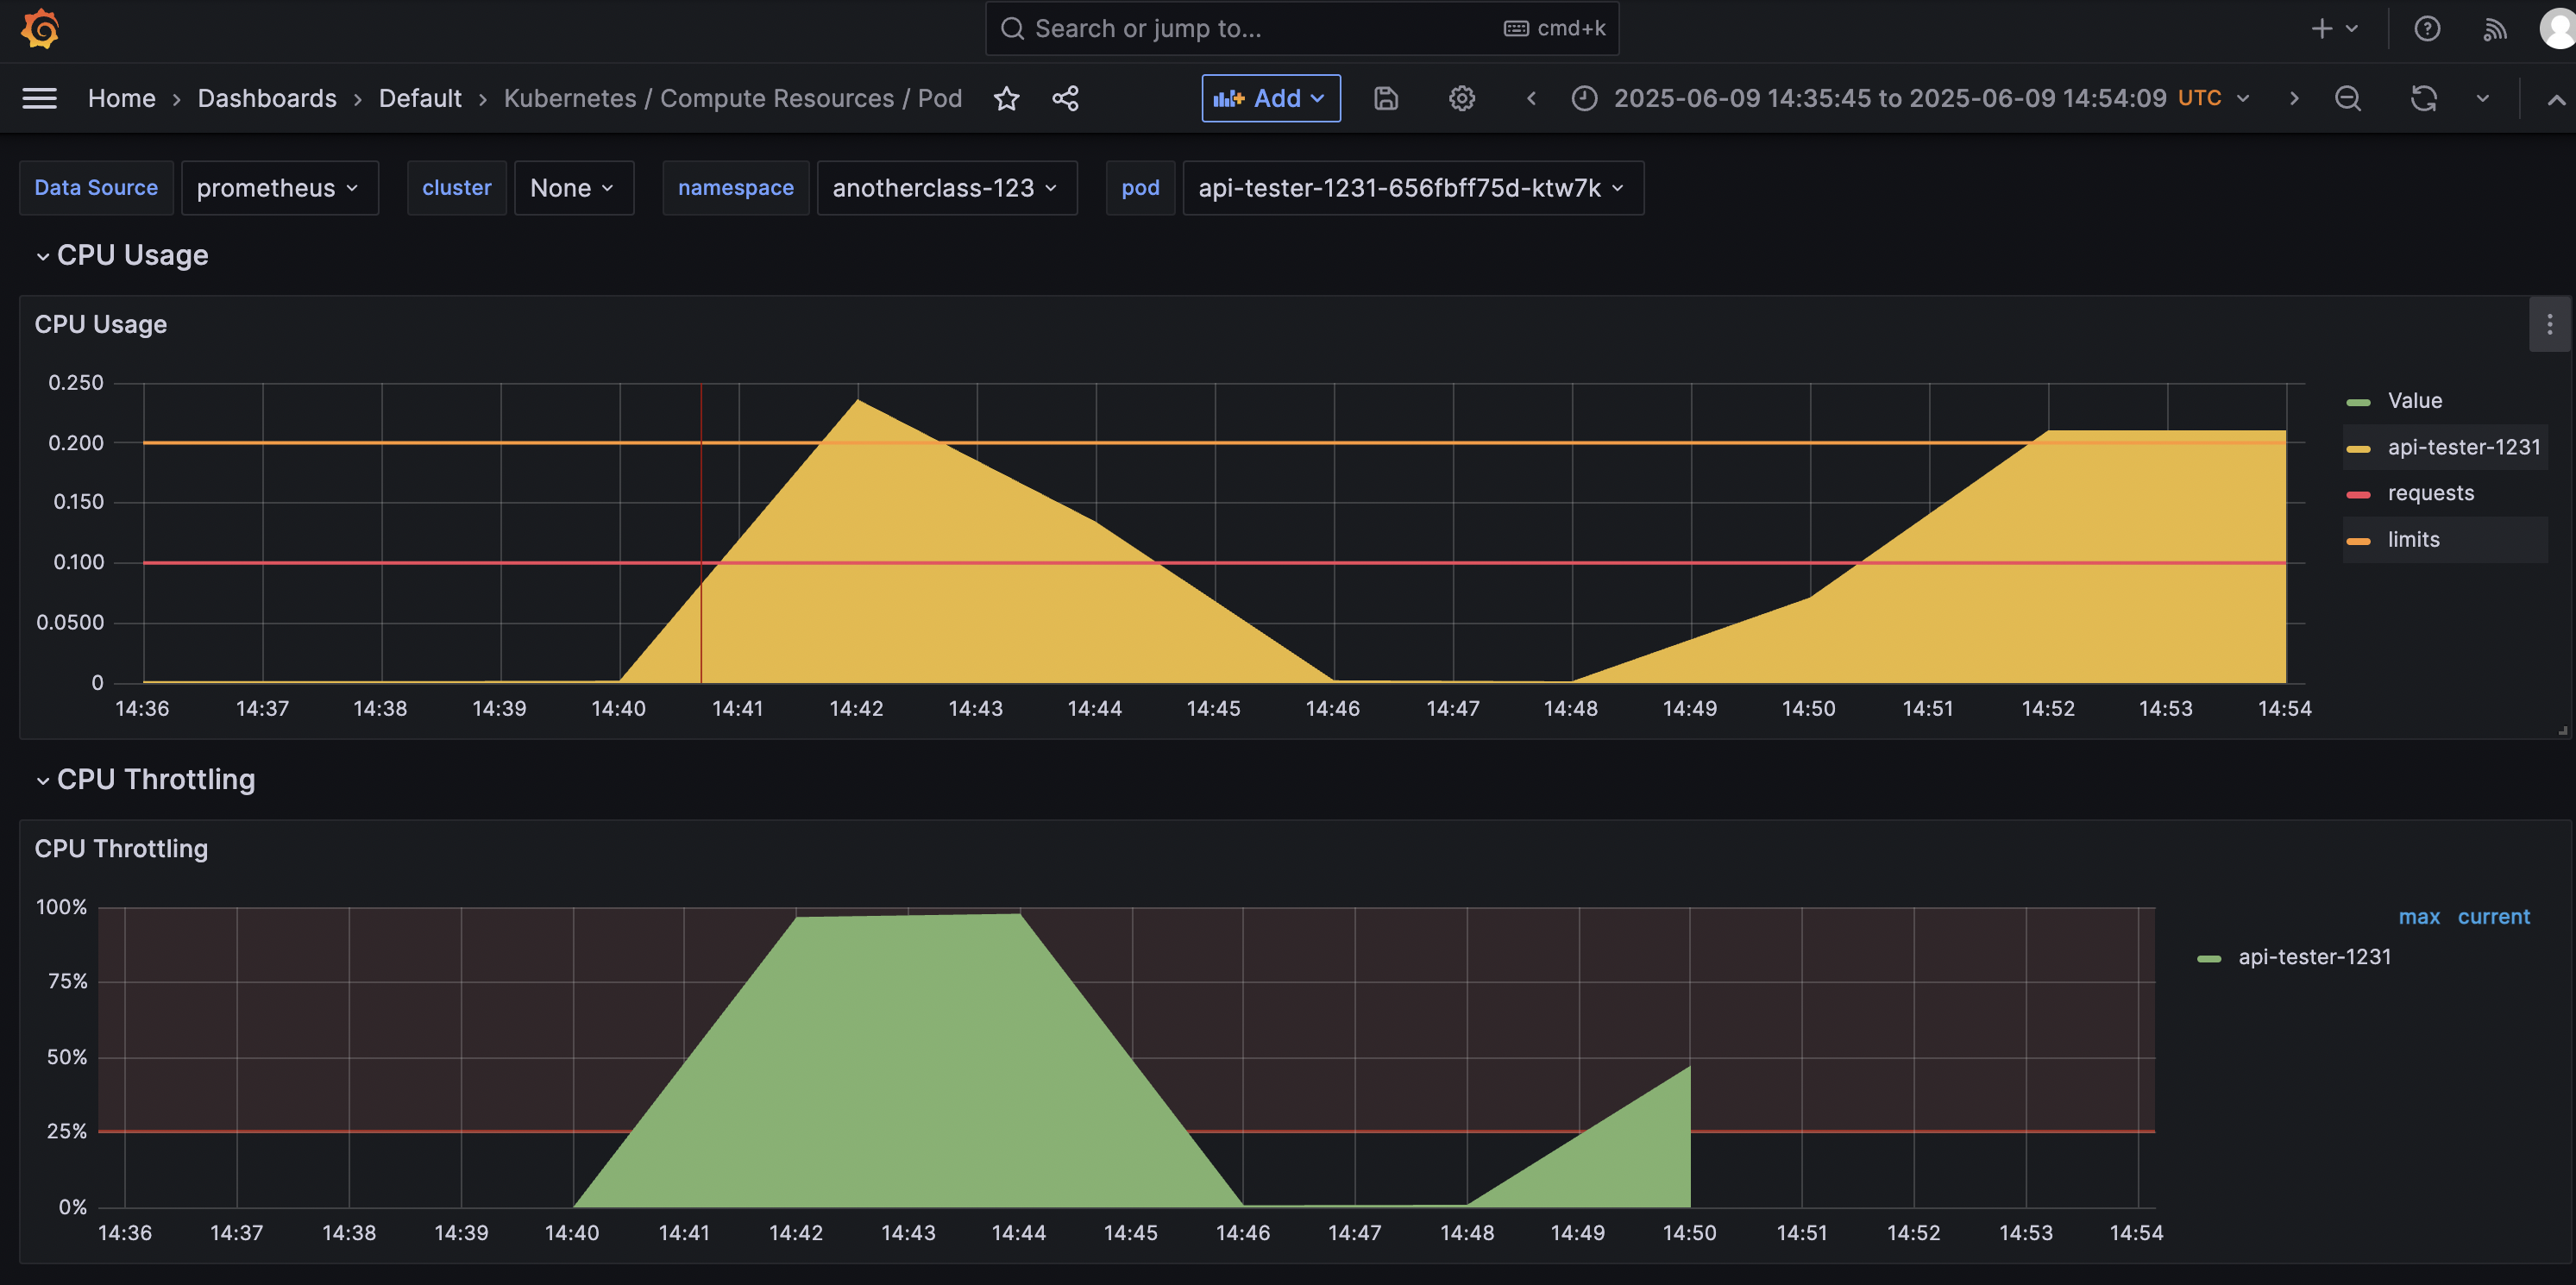 Search or jump to... cmd+k
Home › Dashboards › Default › Kubernetes / Compute Resources / Pod Add 2025-06-09 14:35:45 to 2025-06-09 14:54:09 UTC
Data Source prometheus cluster None namespace anotherclass-123 pod api-tester-1231-656fbff75d-ktw7k
CPU Usage
CPU Usage
0.250
0.200
0.150
0.100
0.0500
0
14:36 14:37 14:38 14:39 14:40 14:41 14:42 14:43 14:44 14:45 14:46 14:47 14:48 14:49 14:50 14:51 14:52 14:53 14:54
Value
api-tester-1231
requests
limits
CPU Throttling
CPU Throttling
100%
75%
50%
25%
0%
14:36 14:37 14:38 14:39 14:40 14:41 14:42 14:43 14:44 14:45 14:46 14:47 14:48 14:49 14:50 14:51 14:52 14:53 14:54
max current
api-tester-1231